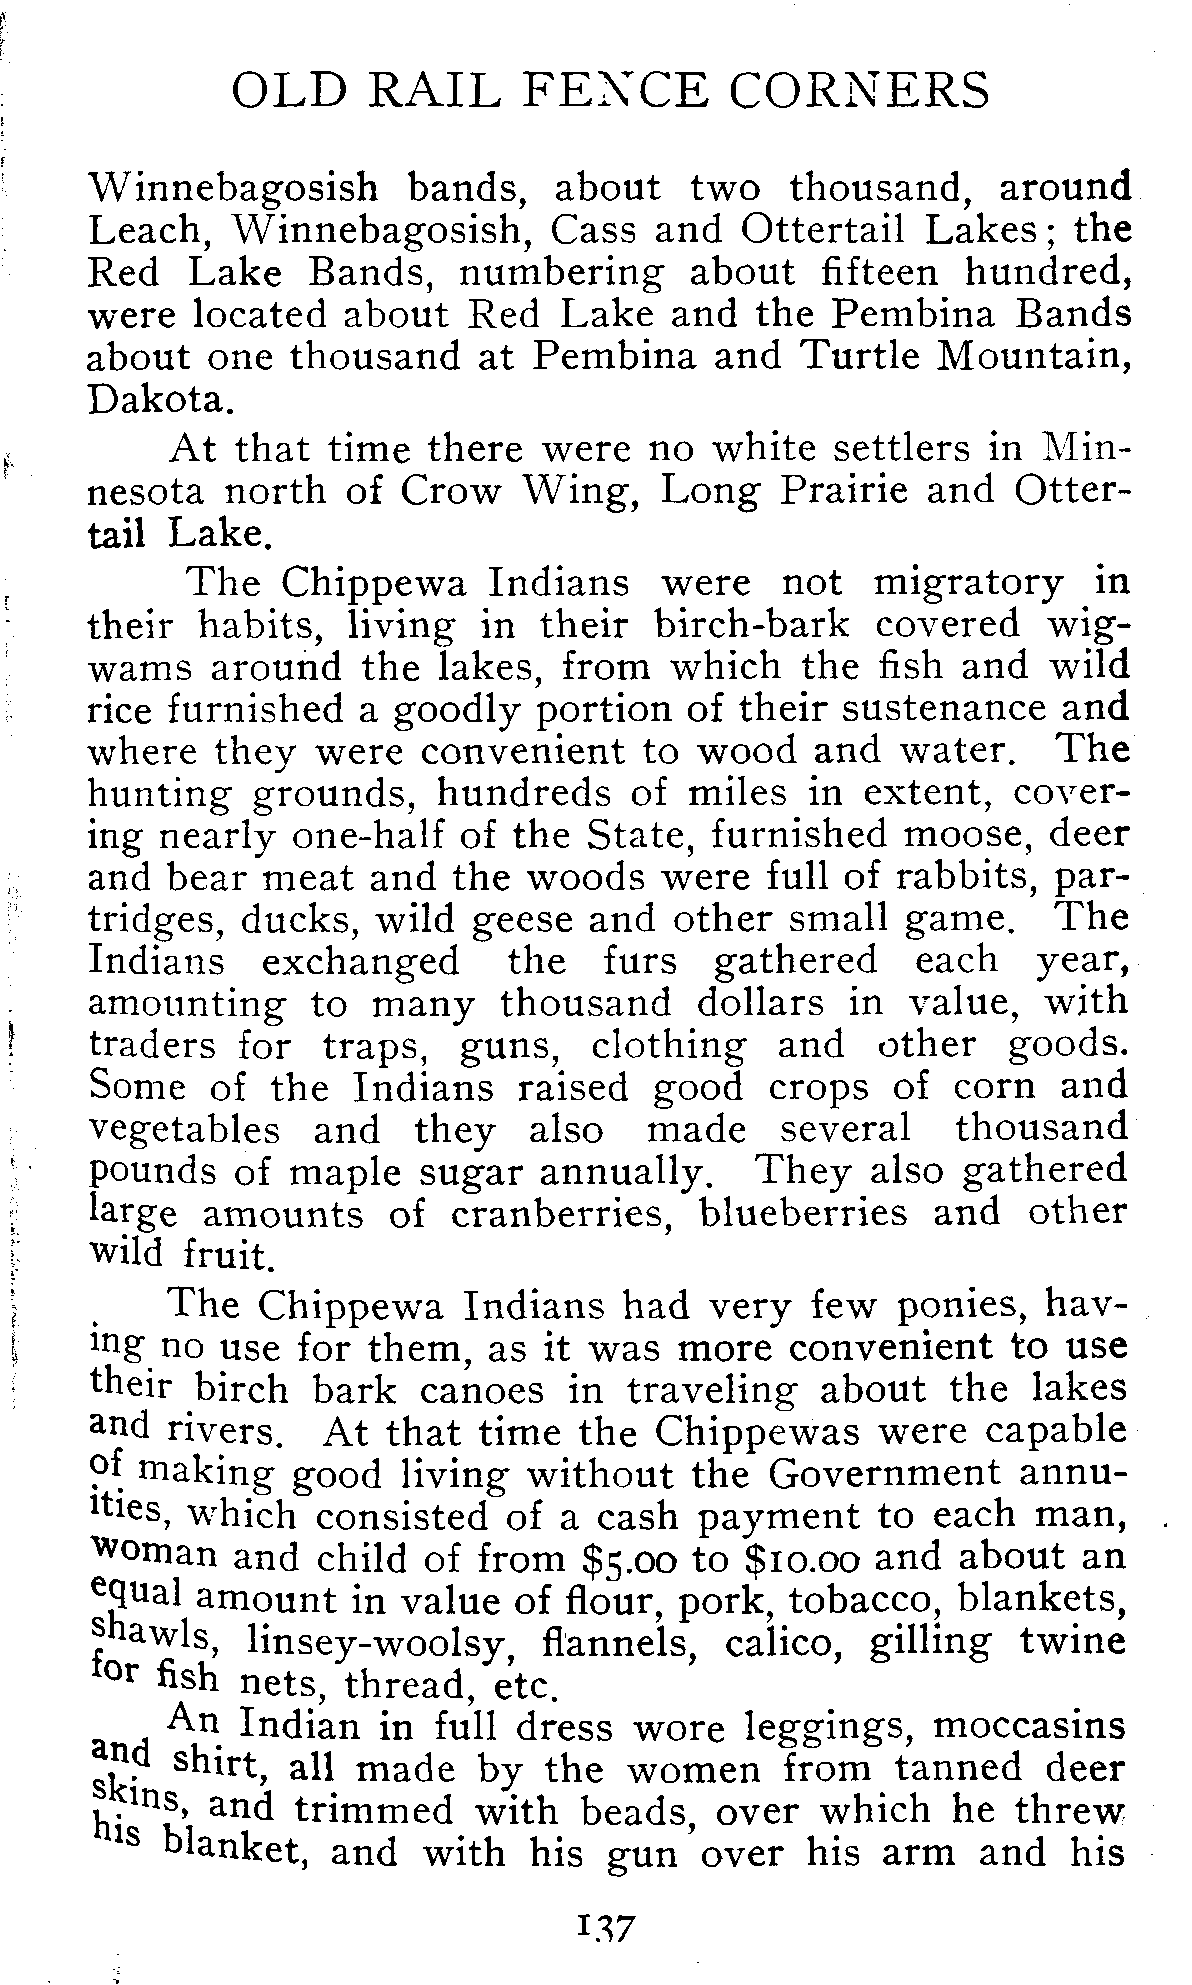 OLD RAIL FENCE CORNERS
Winnebagosish bands, about two thousand, around
Leach, Winnebagosish, Cass and Ottertail Lakes; the
Red Lake Bands, numbering about fifteen hundred,
were located about Red Lake and the Pembina Bands
about one thousand at Pembina and Turtle Mountain,
Dakota.
At that time there were no white settlers in Min-
nesota north of Crow Wing, Long Prairie and Otter-
tail Lake.
The Chippewa Indians were not migratory in
their habits, living in their birch-bark covered wig-
wams around the lakes, from which the fish and wild
rice furnished a goodly portion of their sustenance and
where they were convenient to wood and water. The
hunting grounds, hundreds of miles in extent, cover-
ing nearly one-half of the State, furnished moose, deer
and bear meat and the woods were full of rabbits, par-
tridges, ducks, wild geese and other small game. The
Indians exchanged the furs gathered each year,
amounting to many thousand dollars in value, with
traders for traps, guns, clothing and other goods.
Some of the Indians raised good crops of corn and
vegetables and they also made several thousand
pounds of maple sugar annually. They also gathered
large amounts of cranberries, blueberries and other
wild fruit.
The Chippewa Indians had very few ponies, hav-
ing no use for them, as it was more convenient to use
their birch bark canoes in traveling about the lakes
and rivers. At that time the Chippewas were capable
of making good living without the Government annu-
ities, which consisted of a cash payment to each man,
woman and child of from $5.00 to $10.00 and about an
equal amount in value of flour, pork, tobacco, blankets,
shawls, linsey-woolsy, flannels, calico, gilling twine
for fish nets, thread, etc.
An Indian in full dress wore leggings, moccasins
and shirt, all made by the women from tanned deer
skins, and trimmed with beads, over which he threw
his blanket, and with his gun over his arm and his
137